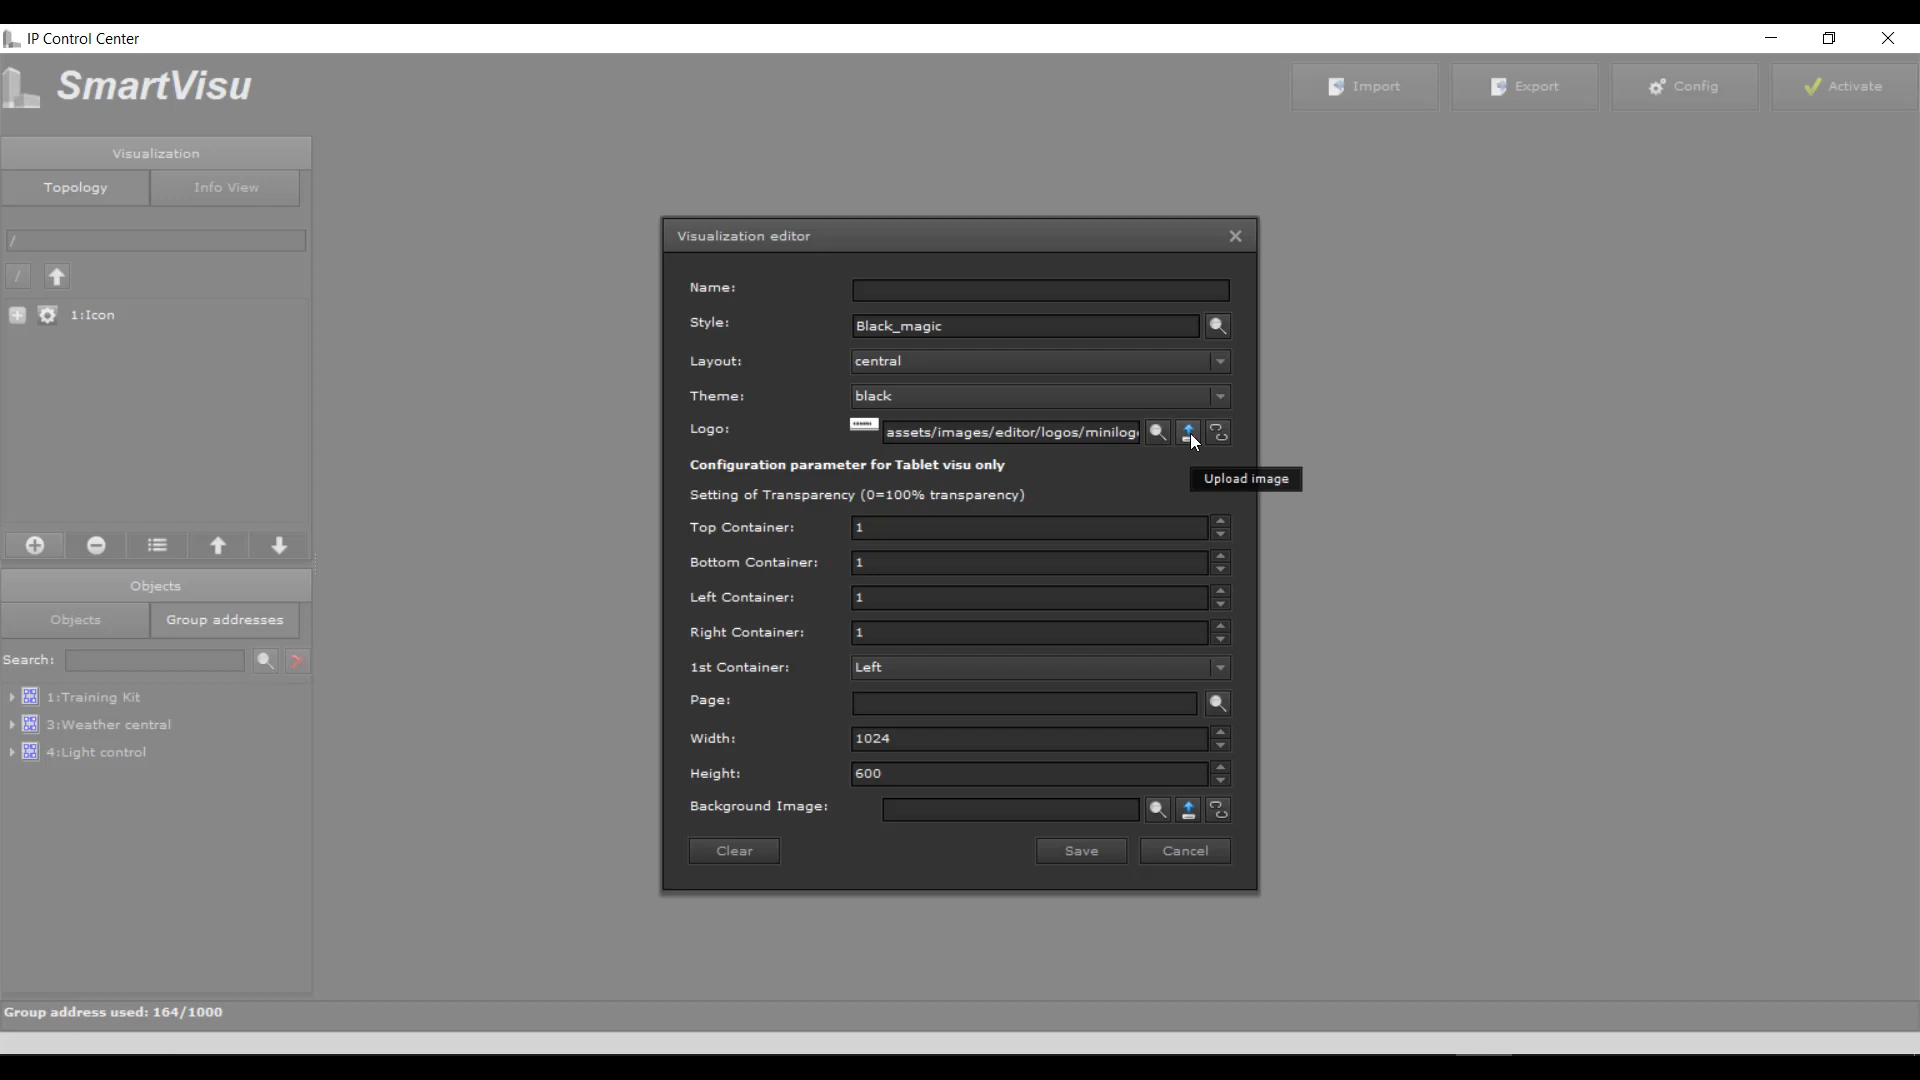 IP Control Center
SmartVisu
Import
Export
Config
Activate
Visualization
Topology
Info View
/
/
1:Icon
Objects
Objects
Group addresses
Search:
1:Training Kit
3:Weather central
4:Light control
Visualization editor
Name:
Style: Black_magic
Layout: central
Theme: black
Logo: assets/images/editor/logos/minilog
Configuration parameter for Tablet visu only
Upload image
Setting of Transparency (0=100% transparency)
Top Container: 1
Bottom Container: 1
Left Container: 1
Right Container: 1
1st Container: Left
Page:
Width: 1024
Height: 600
Background Image:
Clear
Save
Cancel
Group address used: 164/1000